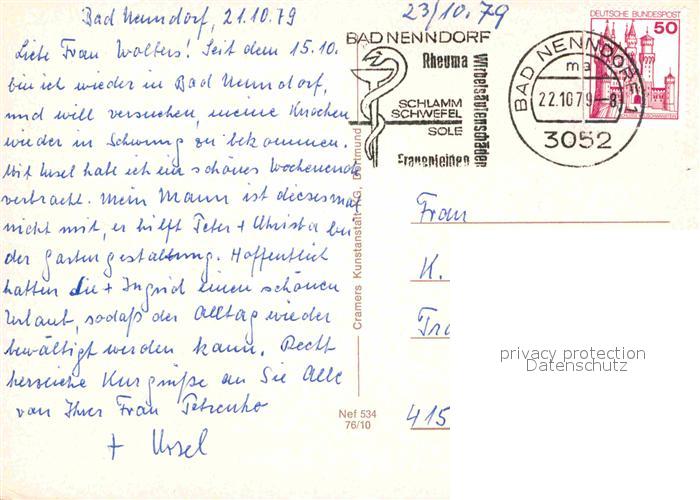 Bad Nenndorf, 21.10.79
23/10.79
Liebe Frau Wolters! Seit dem 15.10.
bin ich wieder in Bad Nenndorf,
und will versuchen, meine Knochen
wieder in Schwung zu bekommen.
Mit Ursel habe ich ein schönes Wochenende
verbracht. Mein Mann ist diesesmal
nicht mit, er hilft Peter + Christa bei
der Gartengestaltung. Hoffentlich
hatten Sie + Ingrid einen schönen
Urlaub, sodaß der Alltag wieder
bewältigt werden kann. Recht
herzliche Kurgrüße an Sie Alle
von Ihrer Frau
+ Ursel
BAD NENNDORF
Rheuma
Wirbelsäulenschäden
SCHLAMM
SCHWEFEL
SOLE
Frauenleiden
BAD NENNDORF 1
ma
22.10.79-8
3052
DEUTSCHE BUNDESPOST
50
Cramers Kunstanstalt KG, Dortmund
Nef 534
76/10
Frau
K.
415
privacy protection
Datenschutz